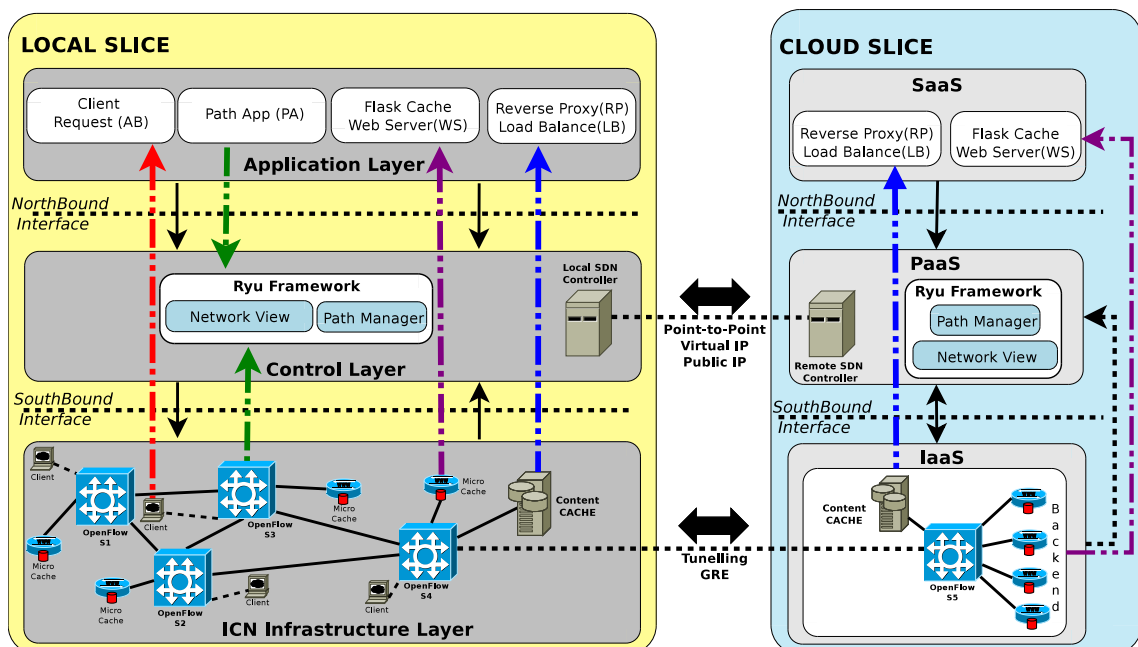 LOCAL SLICE
Client
Request (AB)
Path App (PA)
Flask Cache
Web Server(WS)
Reverse Proxy(RP)
Load Balance(LB)
Application Layer
NorthBound
Interface
Ryu Framework
Network View
Path Manager
Local SDN
Controller
Control Layer
SouthBound
Interface
Client
OpenFlow
S1
Micro
Cache
Client
OpenFlow
S3
Micro
Cache
Micro
Cache
Content
CACHE
Micro
Cache
OpenFlow
S2
Client
Client
OpenFlow
S4
ICN Infrastructure Layer
Point-to-Point
Virtual IP
Public IP
Tunelling
GRE
CLOUD SLICE
SaaS
Reverse Proxy(RP)
Load Balance(LB)
Flask Cache
Web Server(WS)
NorthBound
Interface
PaaS
Ryu Framework
Path Manager
Network View
Remote SDN
Controller
SouthBound
Interface
IaaS
Content
CACHE
OpenFlow
S5
Backend